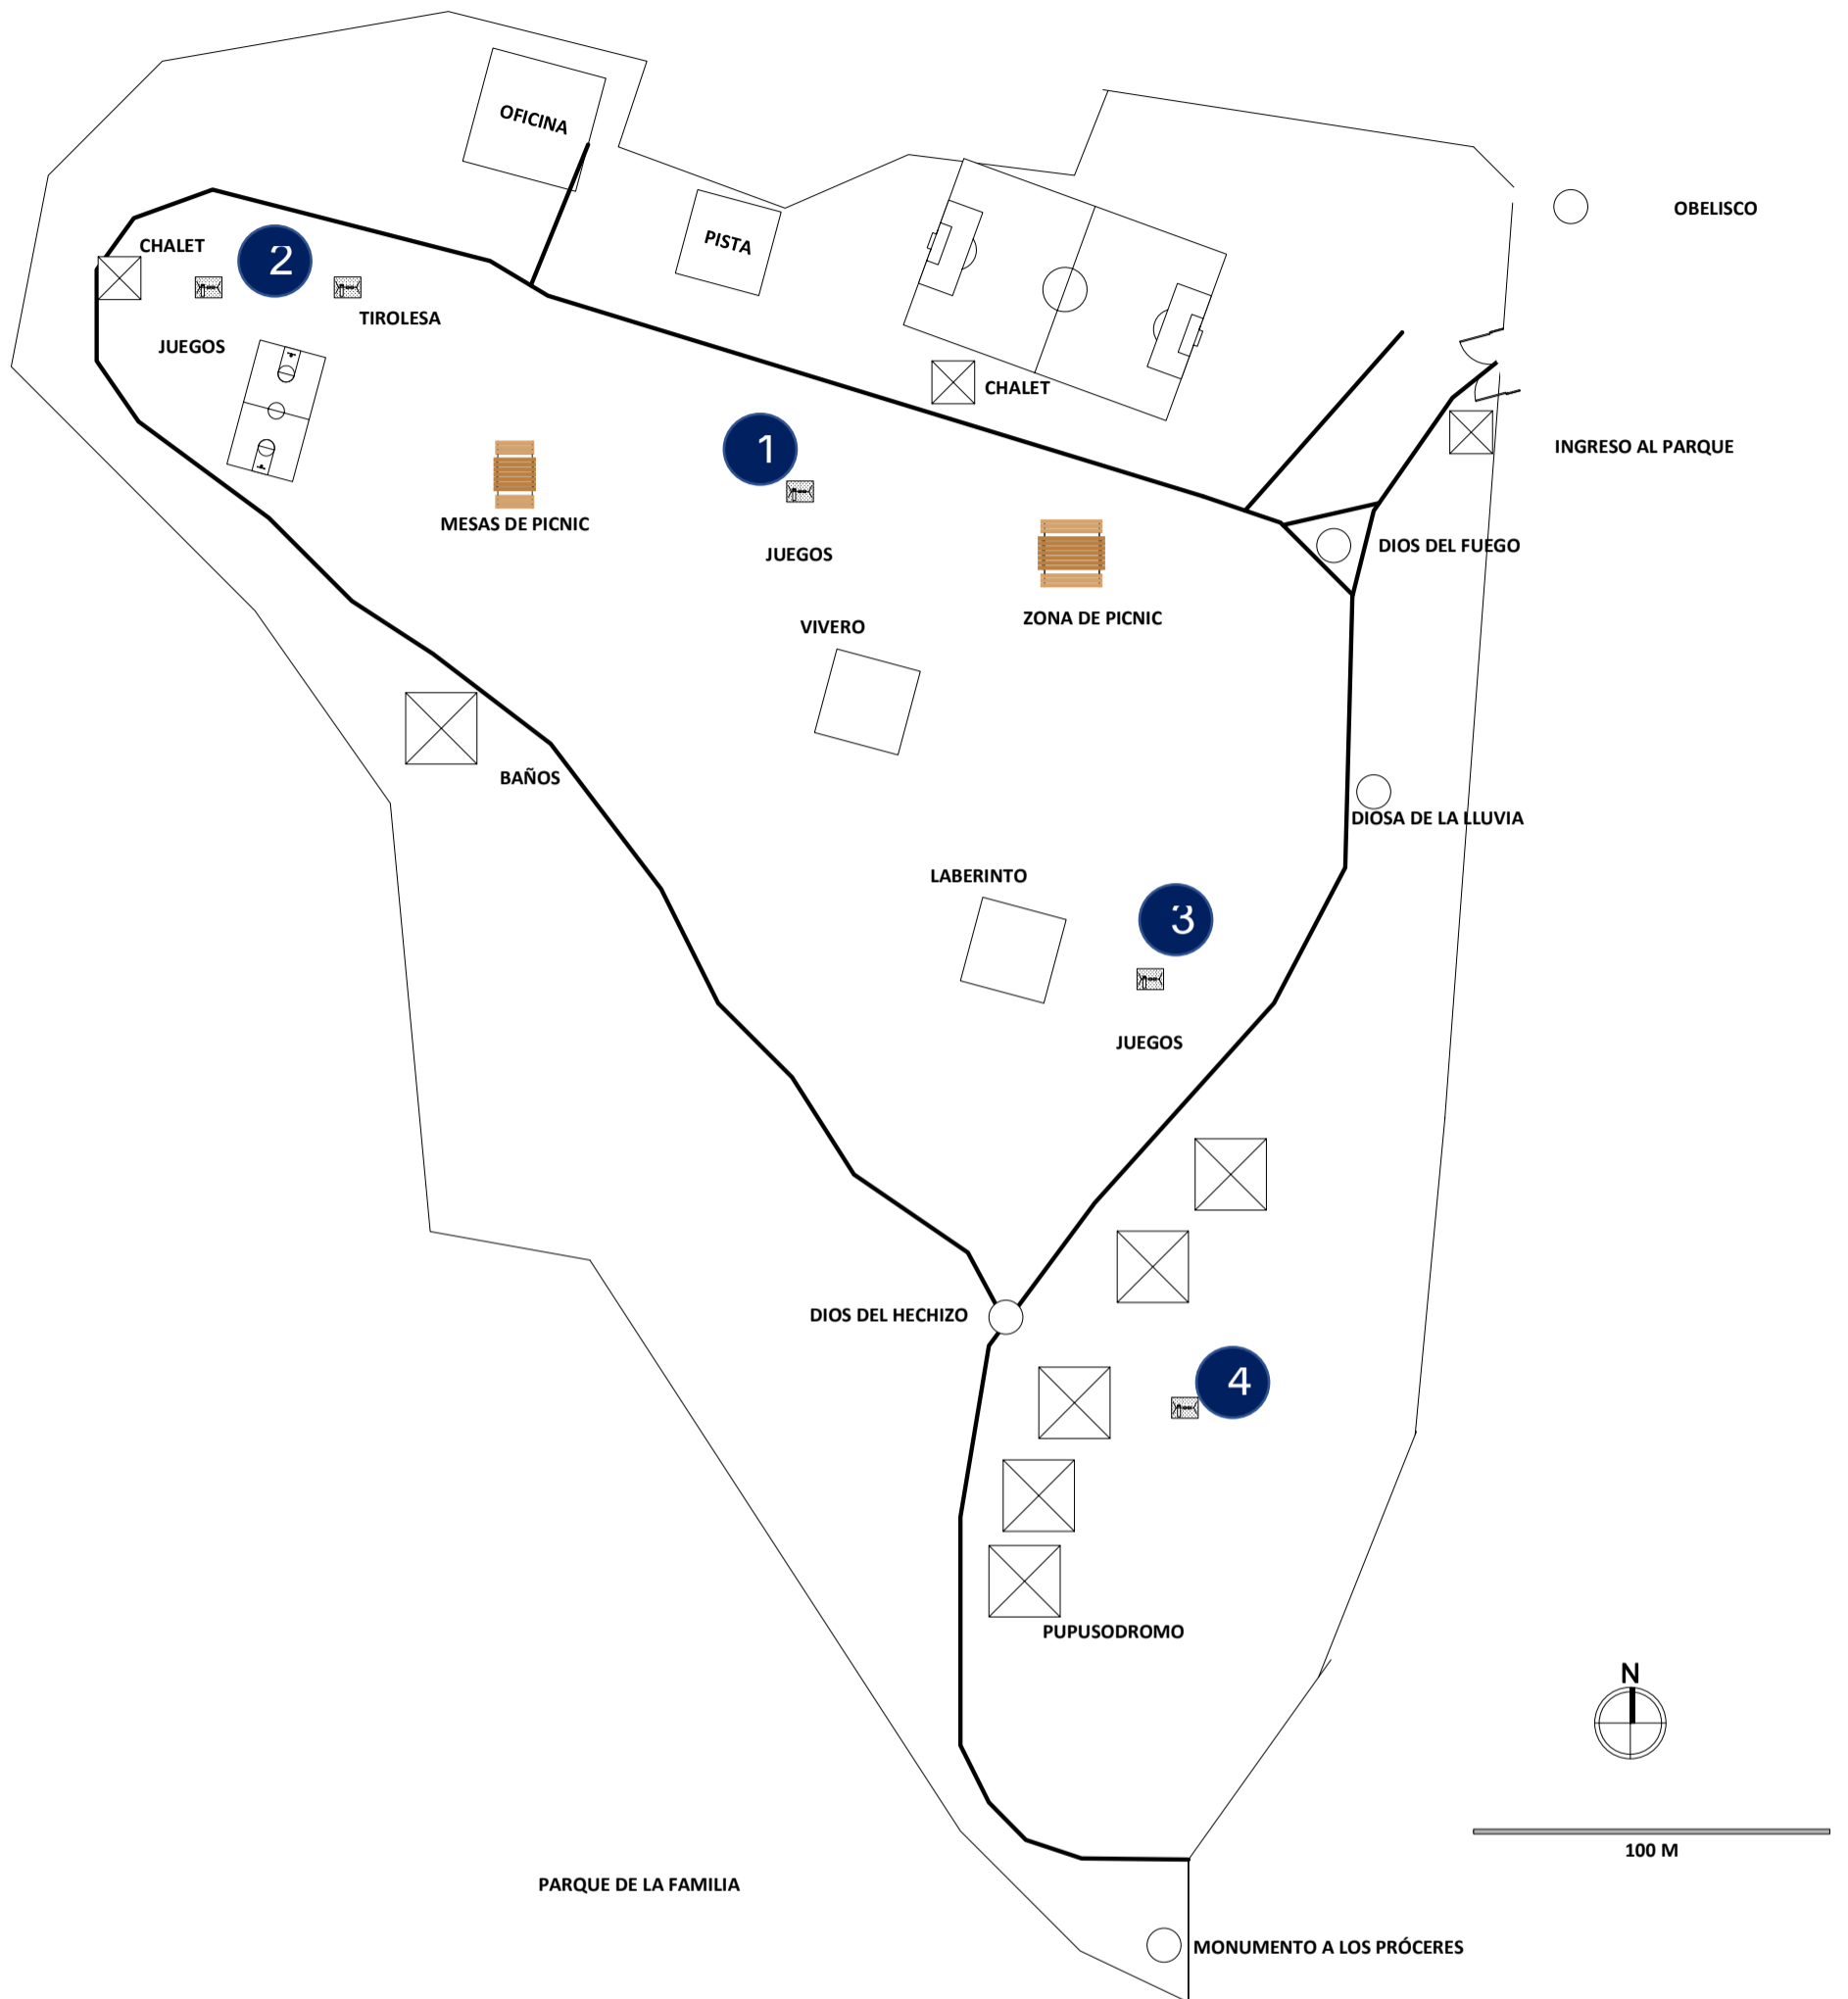 OFICINA
OBELISCO
PISTA
CHALET
2
TIROLESA
JUEGOS
CHALET
1
INGRESO AL PARQUE
MESAS DE PICNIC
DIOS DEL FUEGO
JUEGOS
ZONA DE PICNIC
VIVERO
BAÑOS
DIOSA DE LA LLUVIA
LABERINTO
3
JUEGOS
DIOS DEL HECHIZO
4
PUPUSODROMO
N
100 M
PARQUE DE LA FAMILIA
MONUMENTO A LOS PRÓCERES